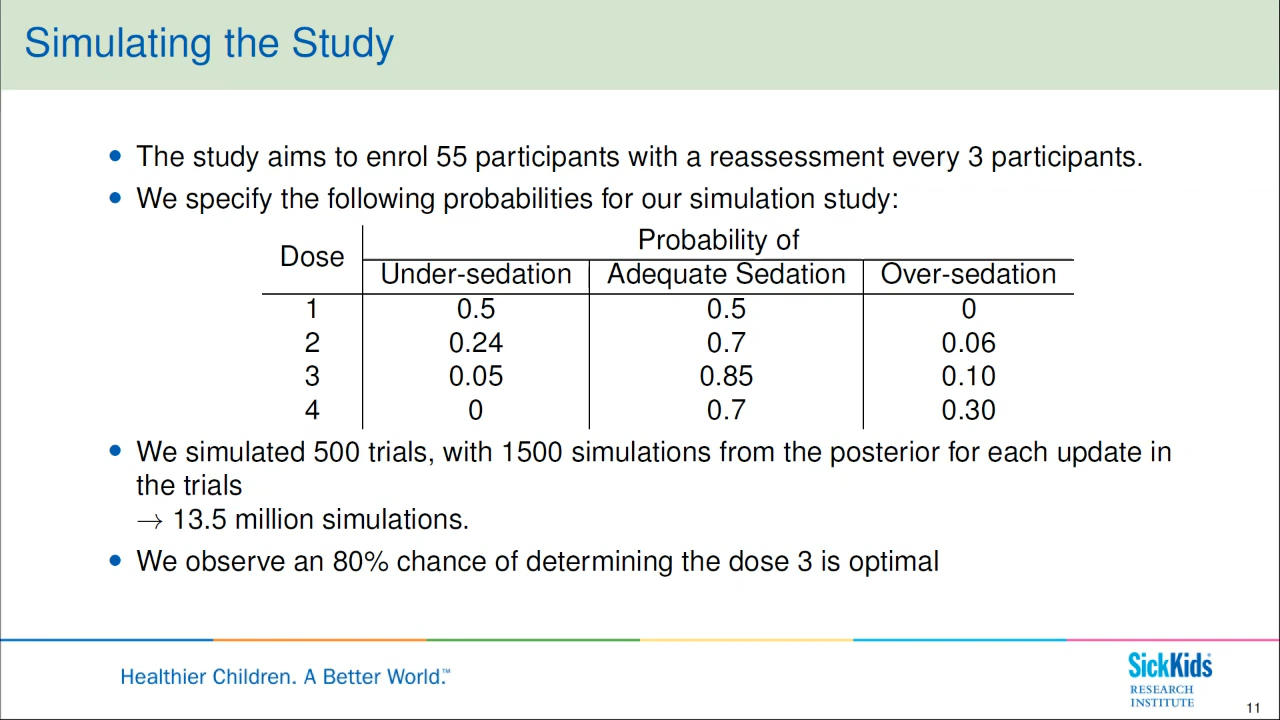 Simulating the Study
• The study aims to enrol 55 participants with a reassessment every 3 participants.
• We specify the following probabilities for our simulation study:
Dose Probability of
Under-sedation Adequate Sedation Over-sedation
1 0.5 0.5 0
2 0.24 0.7 0.06
3 0.05 0.85 0.10
4 0 0.7 0.30
• We simulated 500 trials, with 1500 simulations from the posterior for each update in
the trials
→ 13.5 million simulations.
• We observe an 80% chance of determining the dose 3 is optimal
Healthier Children. A Better World.™
SickKids®
RESEARCH
INSTITUTE
11